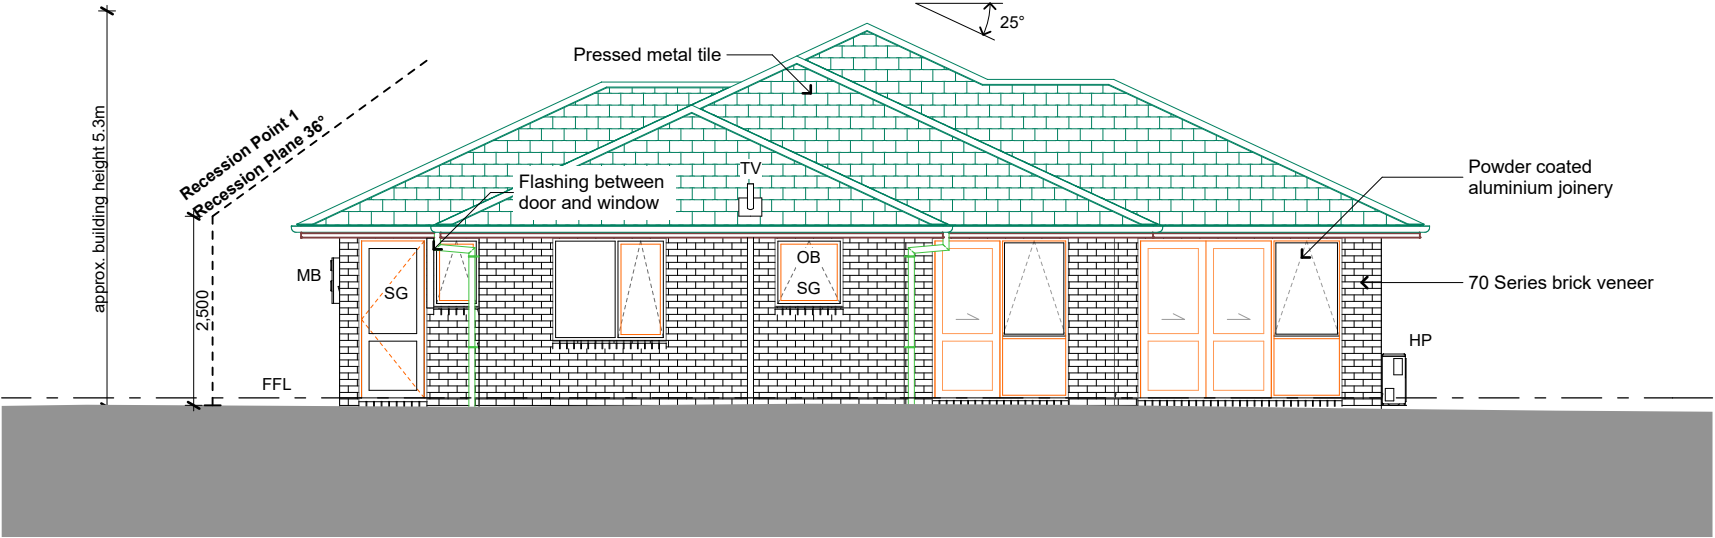 25°
Pressed metal tile
approx. building height 5.3m
Recession Point 1
Recession Plane 36°
TV
Flashing between
door and window
Powder coated
aluminium joinery
OB
MB
SG
SG
70 Series brick veneer
2,500
HP
FFL